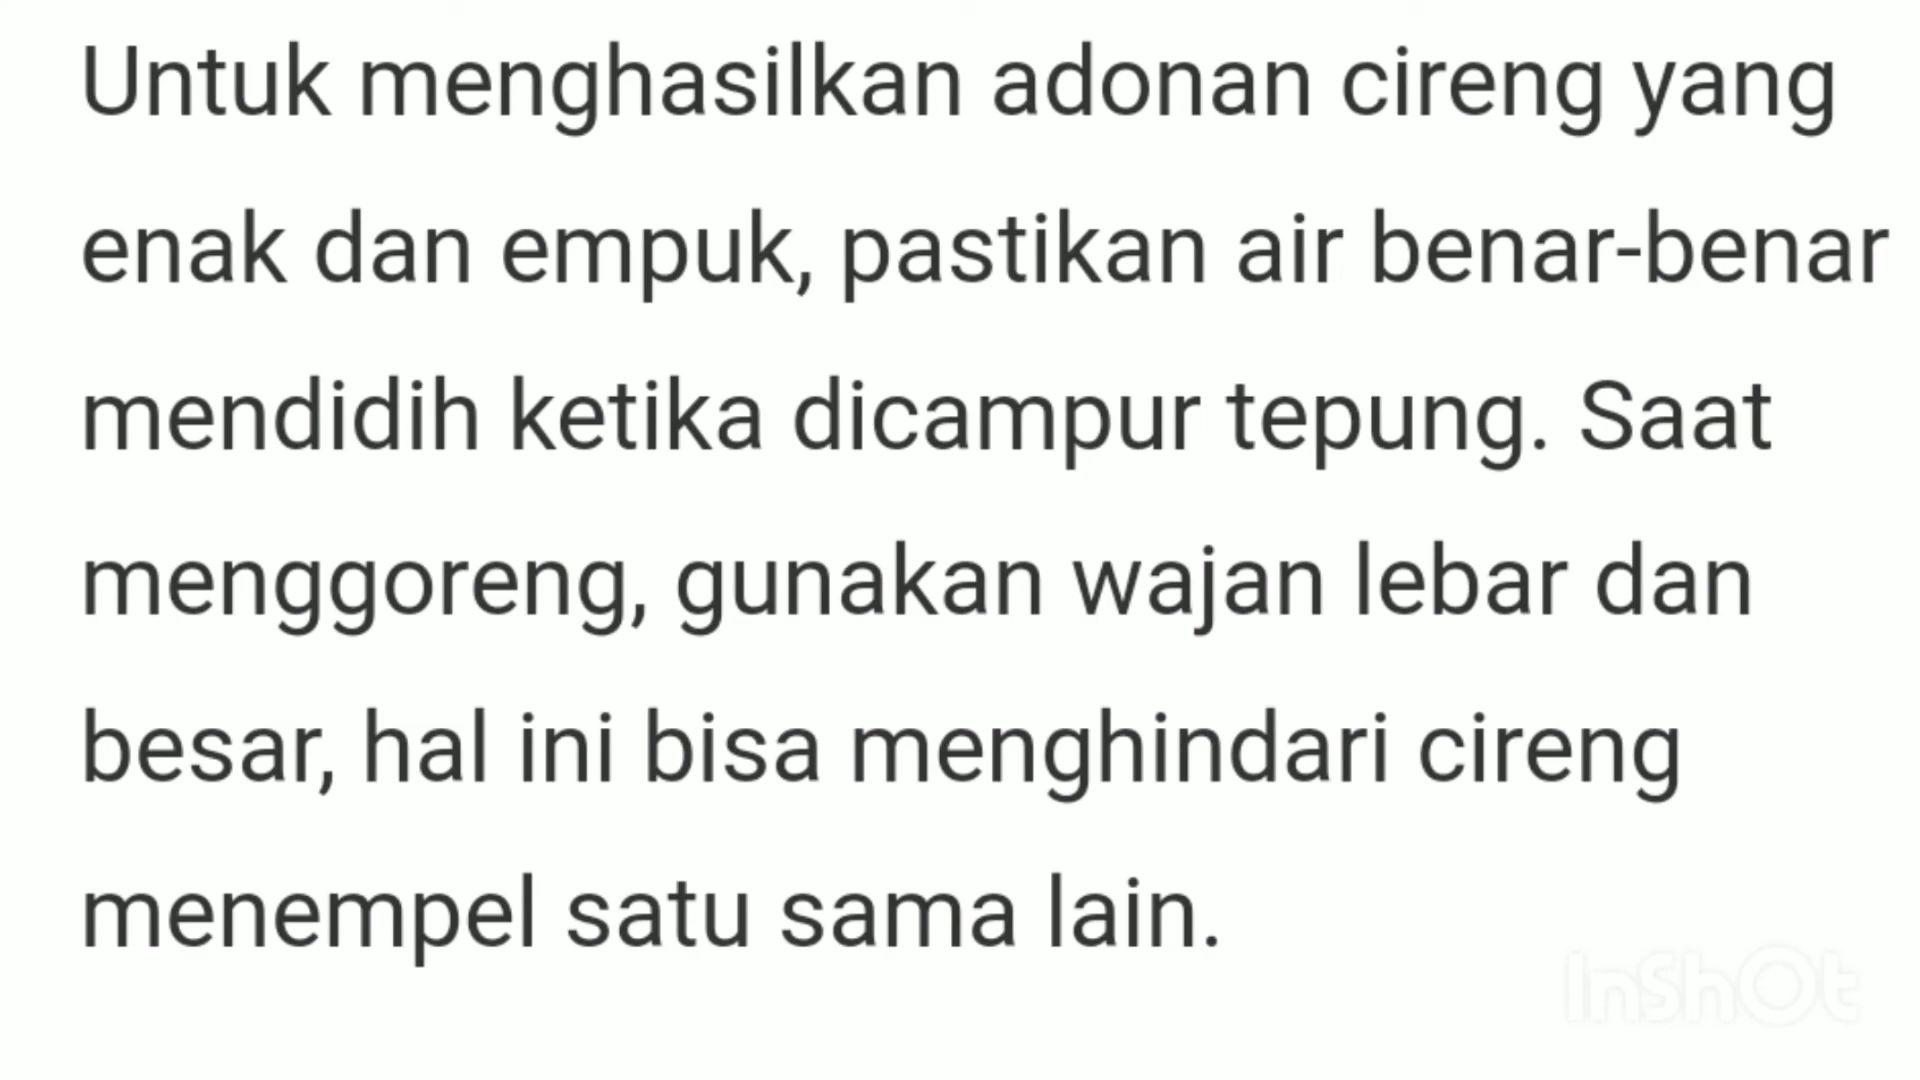 Untuk menghasilkan adonan cireng yang
enak dan empuk, pastikan air benar-benar
mendidih ketika dicampur tepung. Saat
menggoreng, gunakan wajan lebar dan
besar, hal ini bisa menghindari cireng
menempel satu sama lain.
InShOt